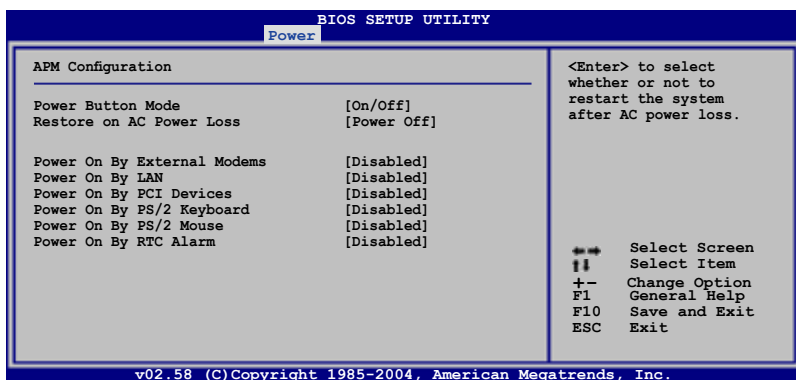 BIOS SETUP UTILITY
Power
APM Configuration
Power Button Mode [On/Off]
Restore on AC Power Loss [Power Off]
Power On By External Modems [Disabled]
Power On By LAN [Disabled]
Power On By PCI Devices [Disabled]
Power On By PS/2 Keyboard [Disabled]
Power On By PS/2 Mouse [Disabled]
Power On By RTC Alarm [Disabled]
<Enter> to select
whether or not to
restart the system
after AC power loss.
←→ Select Screen
↑↓ Select Item
+- Change Option
F1 General Help
F10 Save and Exit
ESC Exit
v02.58 (C)Copyright 1985-2004, American Megatrends, Inc.